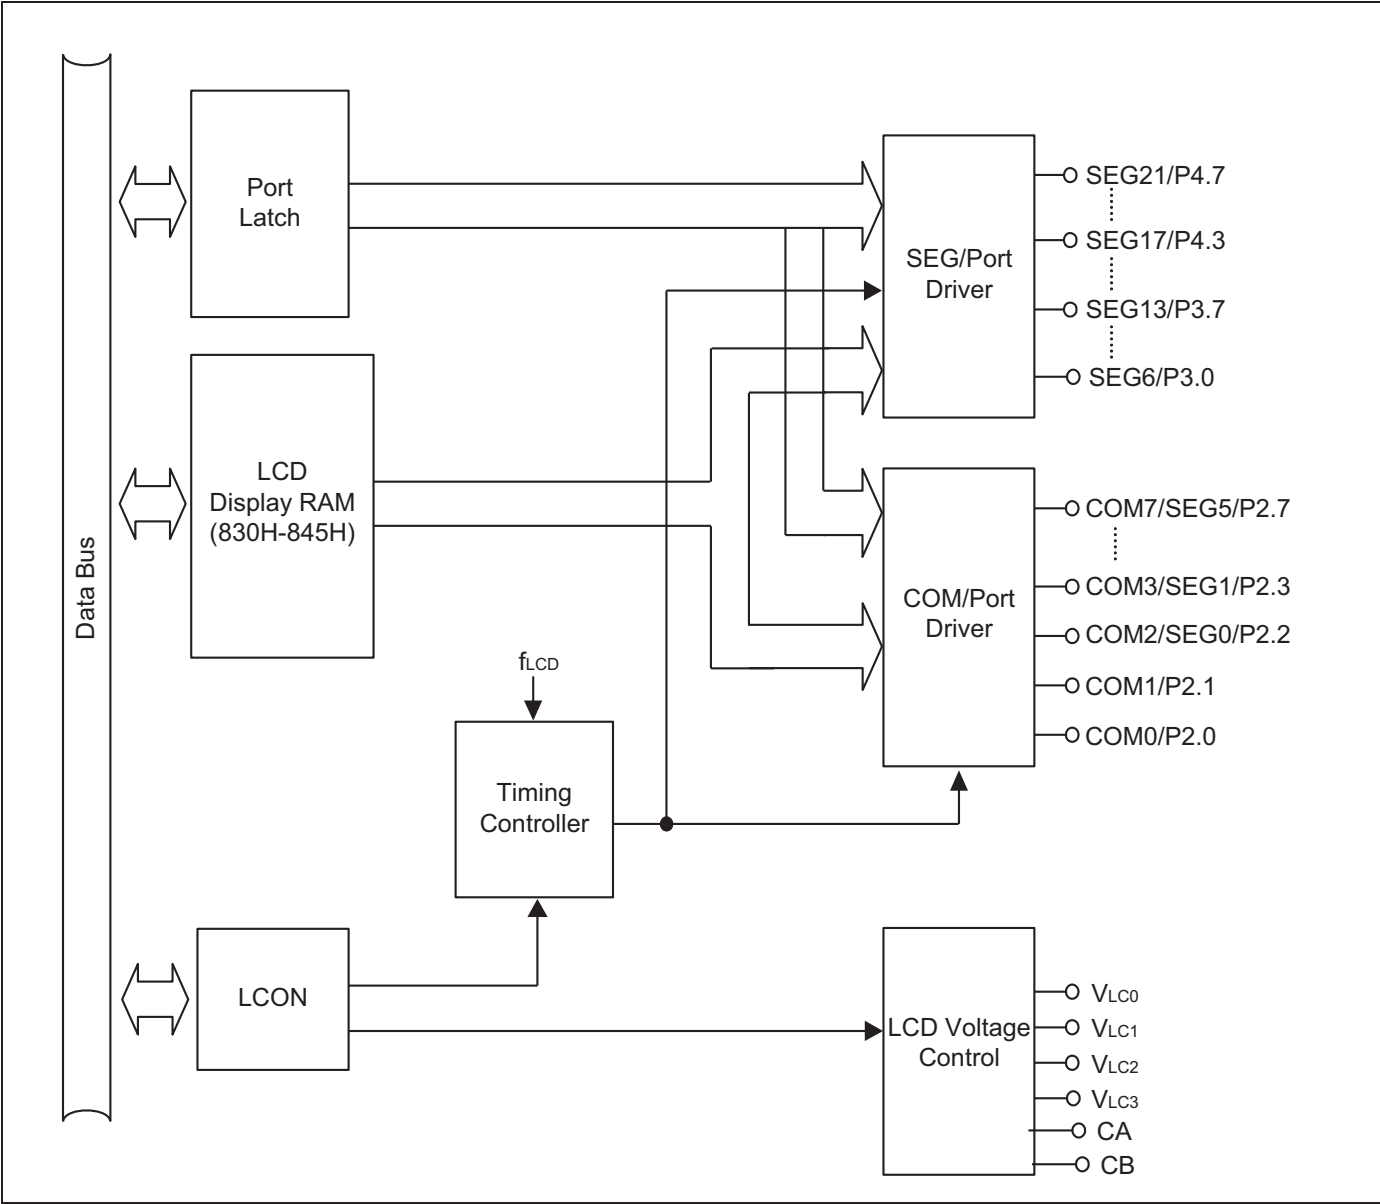 Data Bus
Port
Latch
LCD
Display RAM
(830H-845H)
fLCD
Timing
Controller
LCON
SEG/Port
Driver
SEG21/P4.7
SEG17/P4.3
SEG13/P3.7
SEG6/P3.0
COM/Port
Driver
COM7/SEG5/P2.7
COM3/SEG1/P2.3
COM2/SEG0/P2.2
COM1/P2.1
COM0/P2.0
LCD Voltage
Control
VLC0
VLC1
VLC2
VLC3
CA
CB